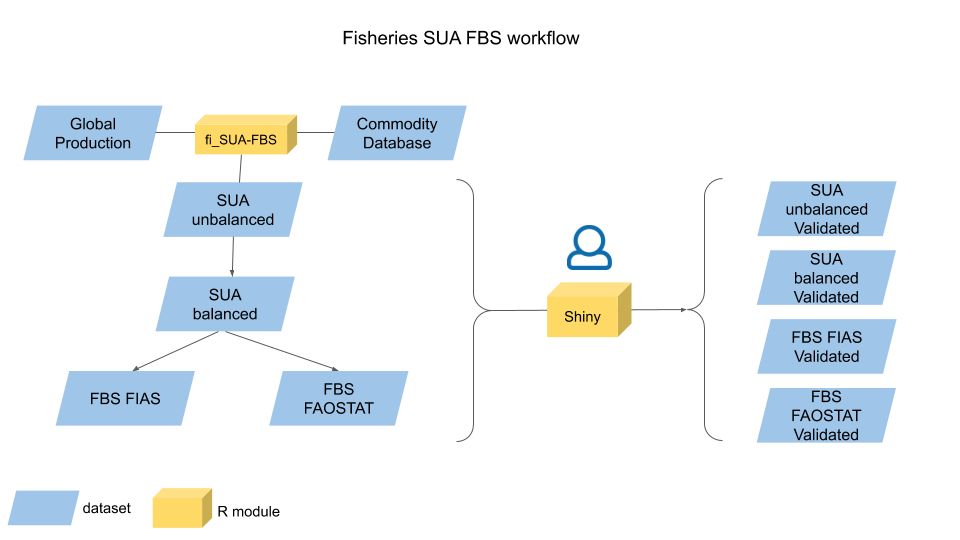 Fisheries SUA FBS workflow
Global
Production
fi_SUA-FBS
Commodity
Database
SUA
unbalanced
SUA
balanced
FBS FIAS
FBS
FAOSTAT
Shiny
SUA
unbalanced
Validated
SUA
balanced
Validated
FBS FIAS
Validated
FBS
FAOSTAT
Validated
dataset
R module